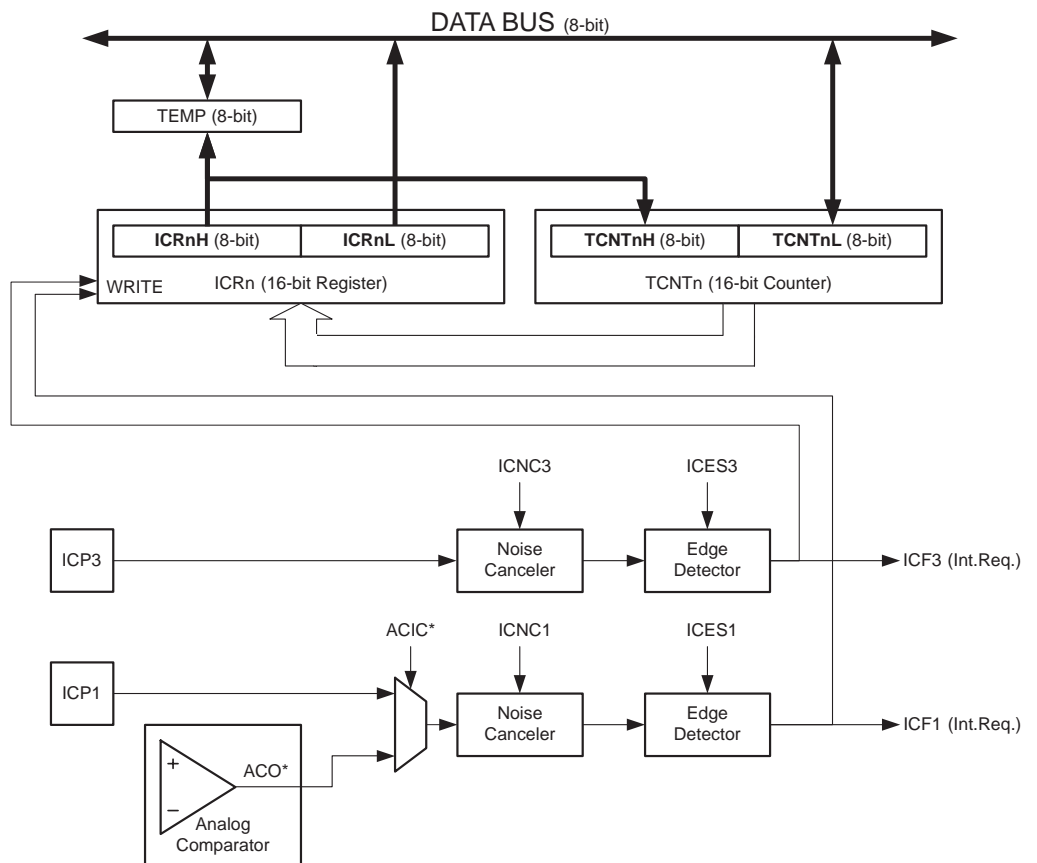 DATA BUS (8-bit)
TEMP (8-bit)
ICRnH (8-bit)
ICRnL (8-bit)
TCNTnH (8-bit)
TCNTnL (8-bit)
WRITE
ICRn (16-bit Register)
TCNTn (16-bit Counter)
ICNC3
ICES3
ICP3
Noise
Canceler
Edge
Detector
ICF3 (Int.Req.)
ACIC*
ICNC1
ICES1
ICP1
Noise
Canceler
Edge
Detector
ICF1 (Int.Req.)
+
ACO*
−
Analog
Comparator